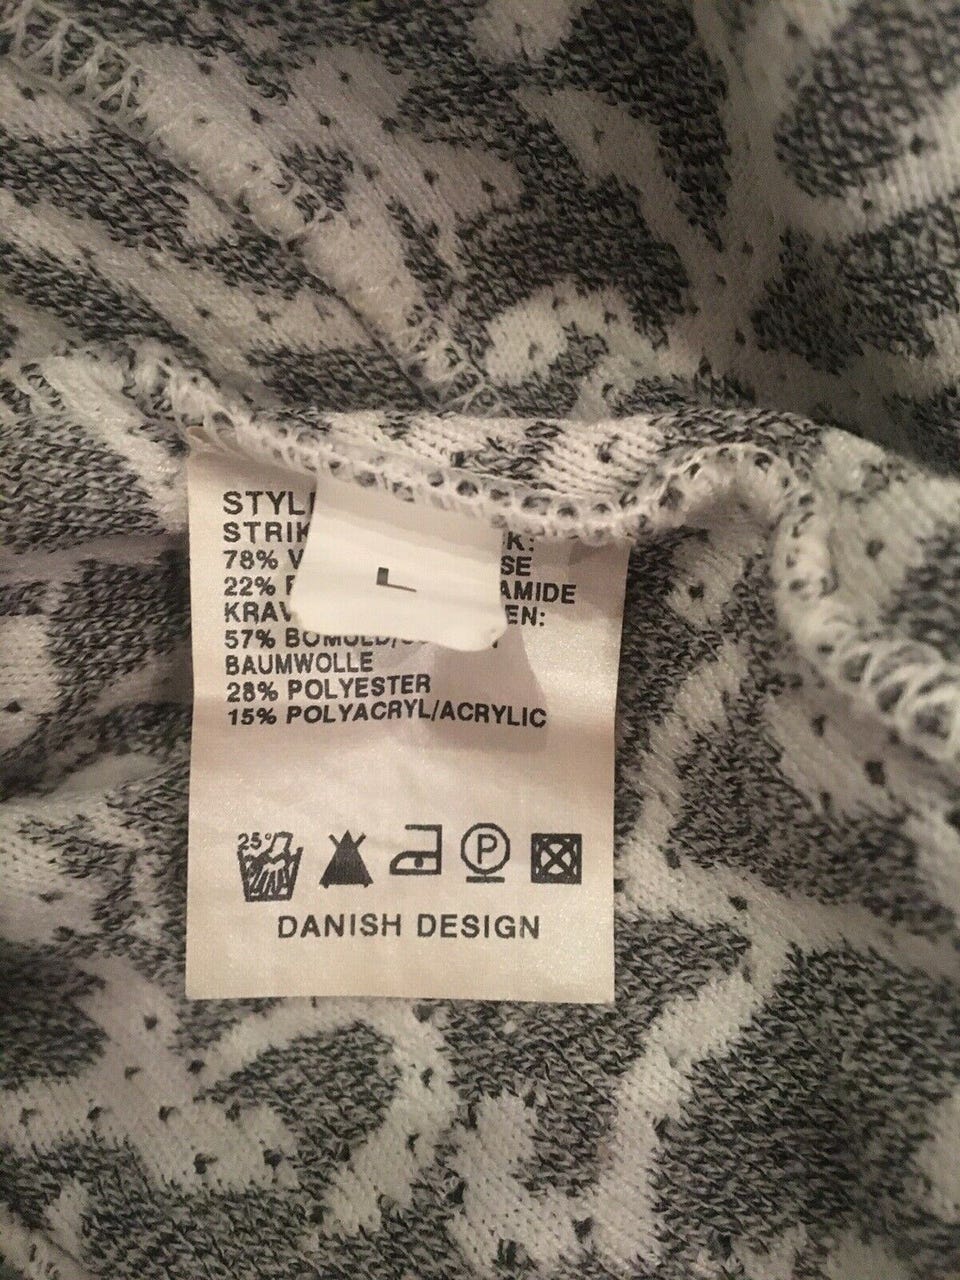 STYL
STRIK K:
78% V SE
22% AMIDE
L
KRAV EN:
57% BOMULD/
BAUMWOLLE
28% POLYESTER
15% POLYACRYL/ACRYLIC
25° P
DANISH DESIGN